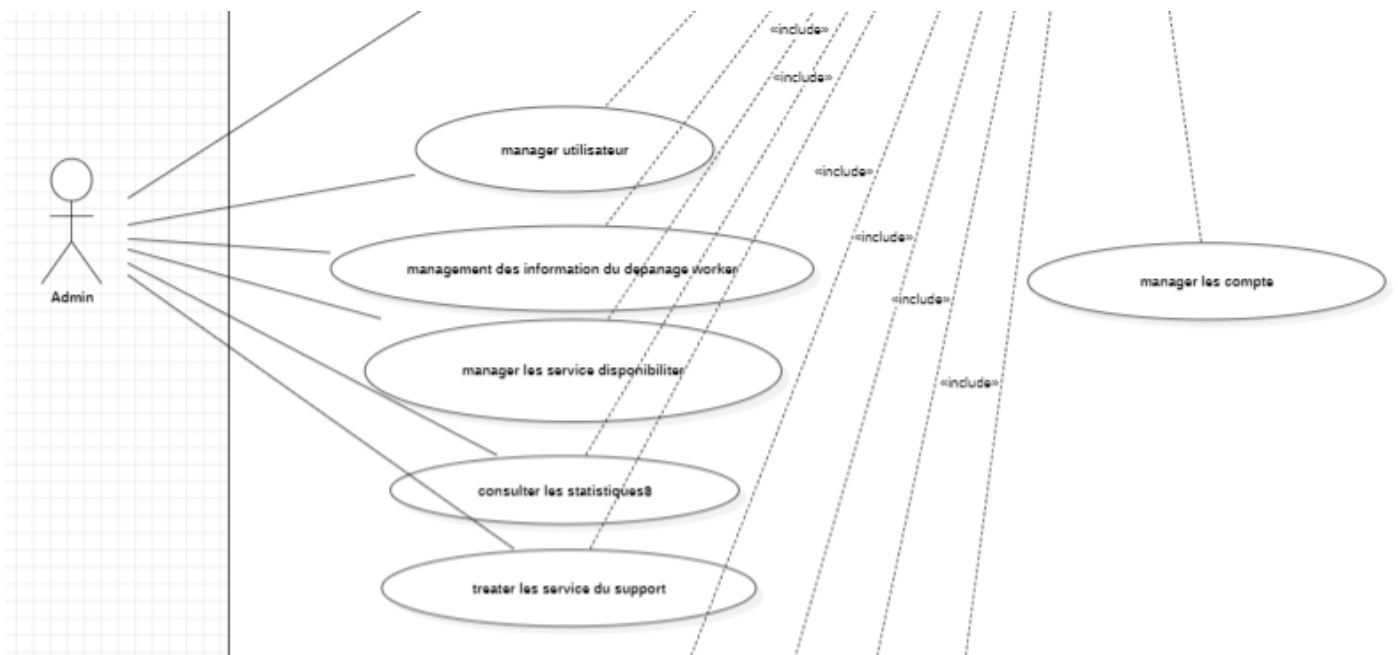 «include»
«include»
manager utilisateur
«include»
«include»
management des information du depanage worker
manager les compte
Admin
«include»
manager les service disponibiliter
«include»
consulter les statistiques8
treater les service du support